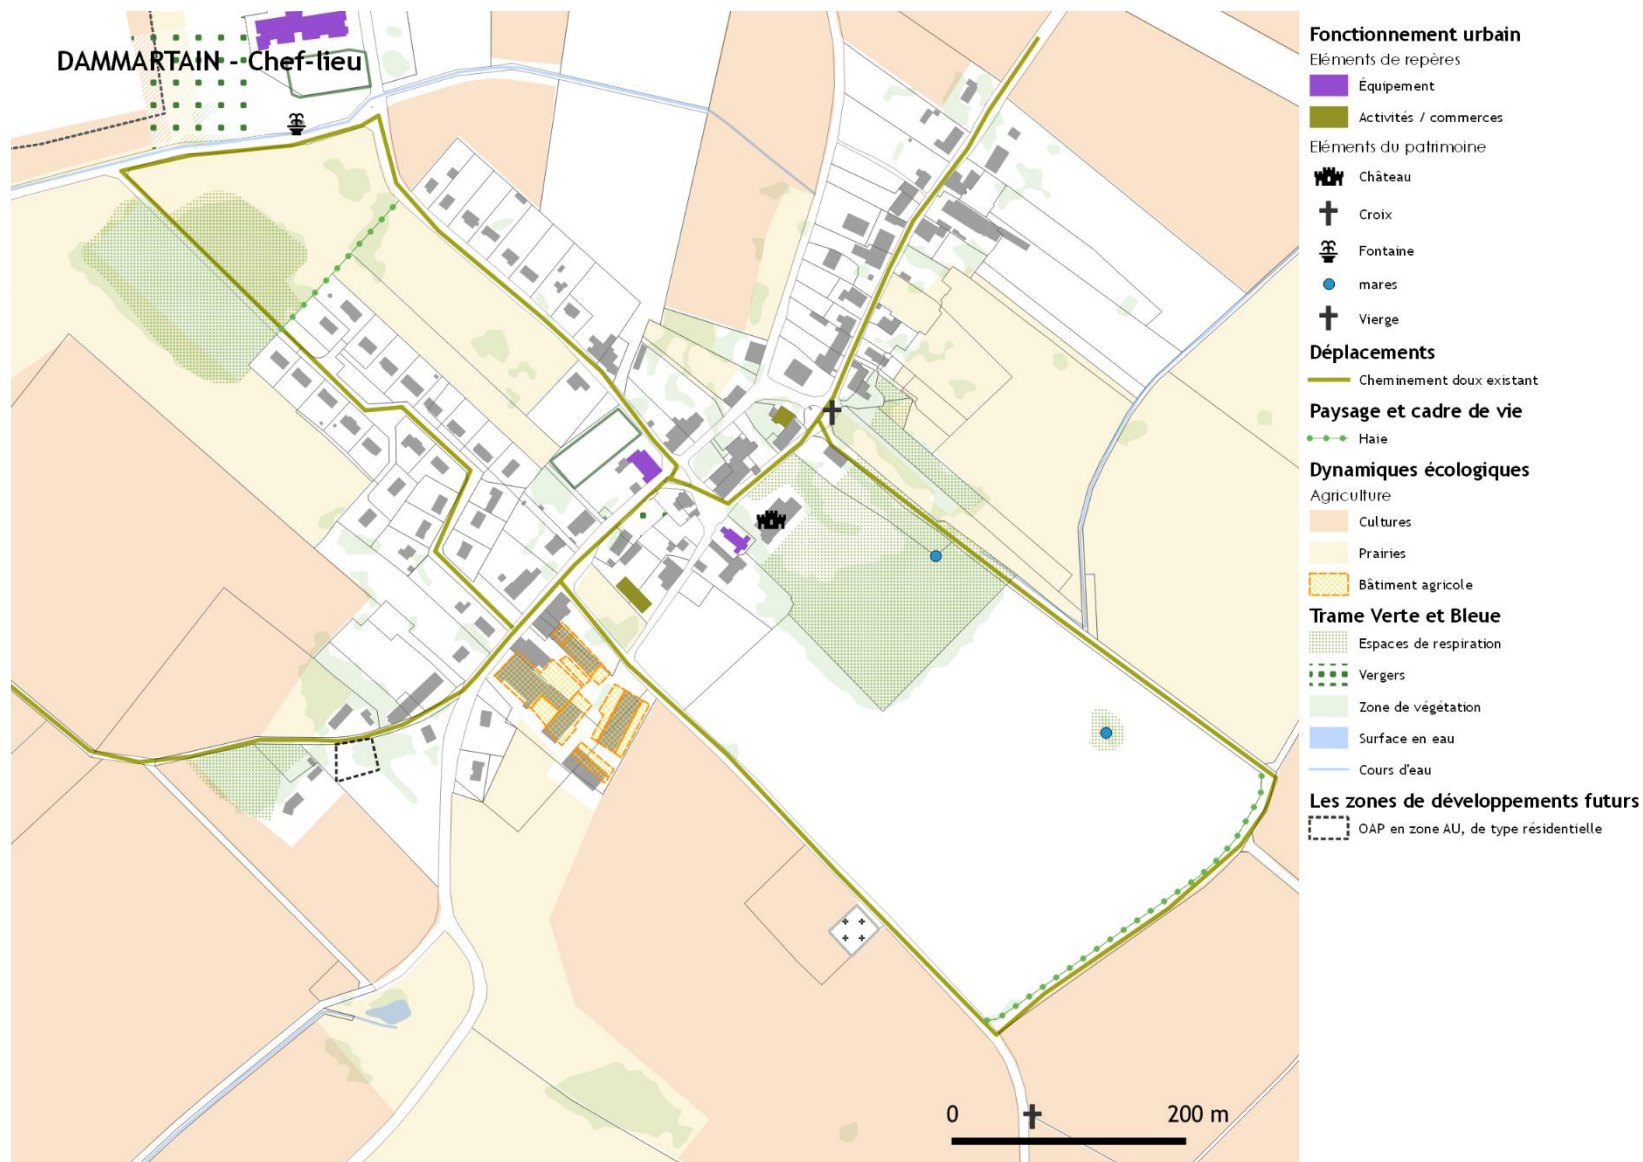 DAMMARTAIN - Chef-lieu
Fonctionnement urbain
Eléments de repères
Équipement
Activités / commerces
Eléments du patrimoine
Château
Croix
Fontaine
mares
Vierge
Déplacements
Cheminement doux existant
Paysage et cadre de vie
Haie
Dynamiques écologiques
Agriculture
Cultures
Prairies
Bâtiment agricole
Trame Verte et Bleue
Espaces de respiration
Vergers
Zone de végétation
Surface en eau
Cours d'eau
Les zones de développements futurs
OAP en zone AU, de type résidentielle
0 200 m